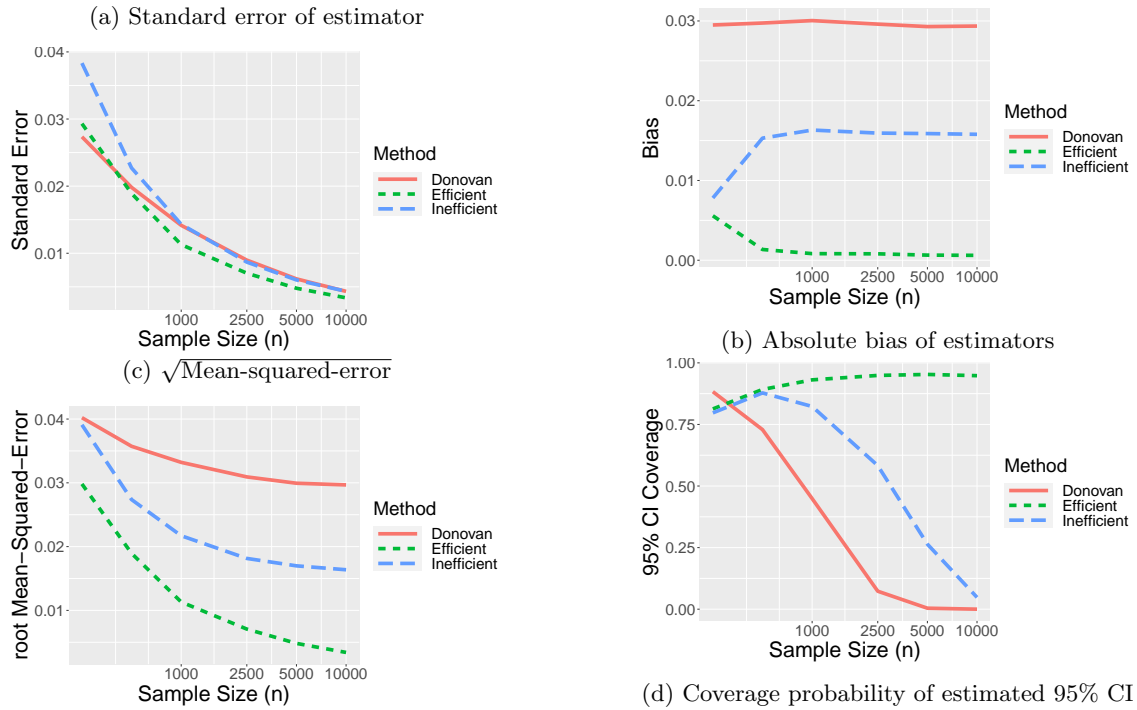 (a) Standard error of estimator
0.04
0.03
0.02
0.01
Standard Error
1000 2500 5000 10000
Sample Size (n)
Method
Donovan
Efficient
Inefficient
0.03
0.02
0.01
0.00
Bias
1000 2500 5000 10000
Sample Size (n)
Method
Donovan
Efficient
Inefficient
(b) Absolute bias of estimators
(c) √Mean-squared-error
0.04
0.03
0.02
0.01
root Mean−Squared−Error
1000 2500 5000 10000
Sample Size (n)
Method
Donovan
Efficient
Inefficient
1.00
0.75
0.50
0.25
0.00
95% CI Coverage
1000 2500 5000 10000
Sample Size (n)
Method
Donovan
Efficient
Inefficient
(d) Coverage probability of estimated 95% CI